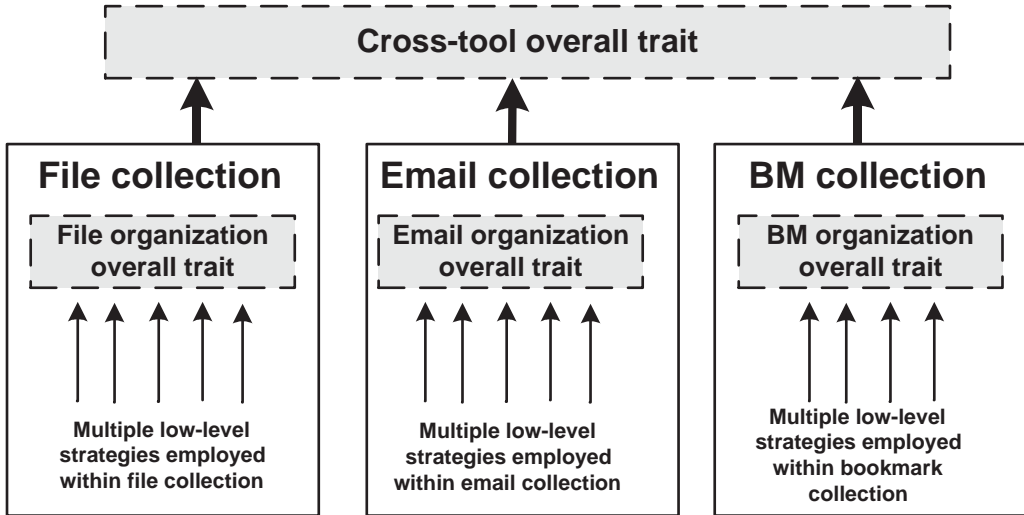 Cross-tool overall trait
File collection
File organization
overall trait
Multiple low-level
strategies employed
within file collection
Email collection
Email organization
overall trait
Multiple low-level
strategies employed
within email collection
BM collection
BM organization
overall trait
Multiple low-level
strategies employed
within bookmark
collection